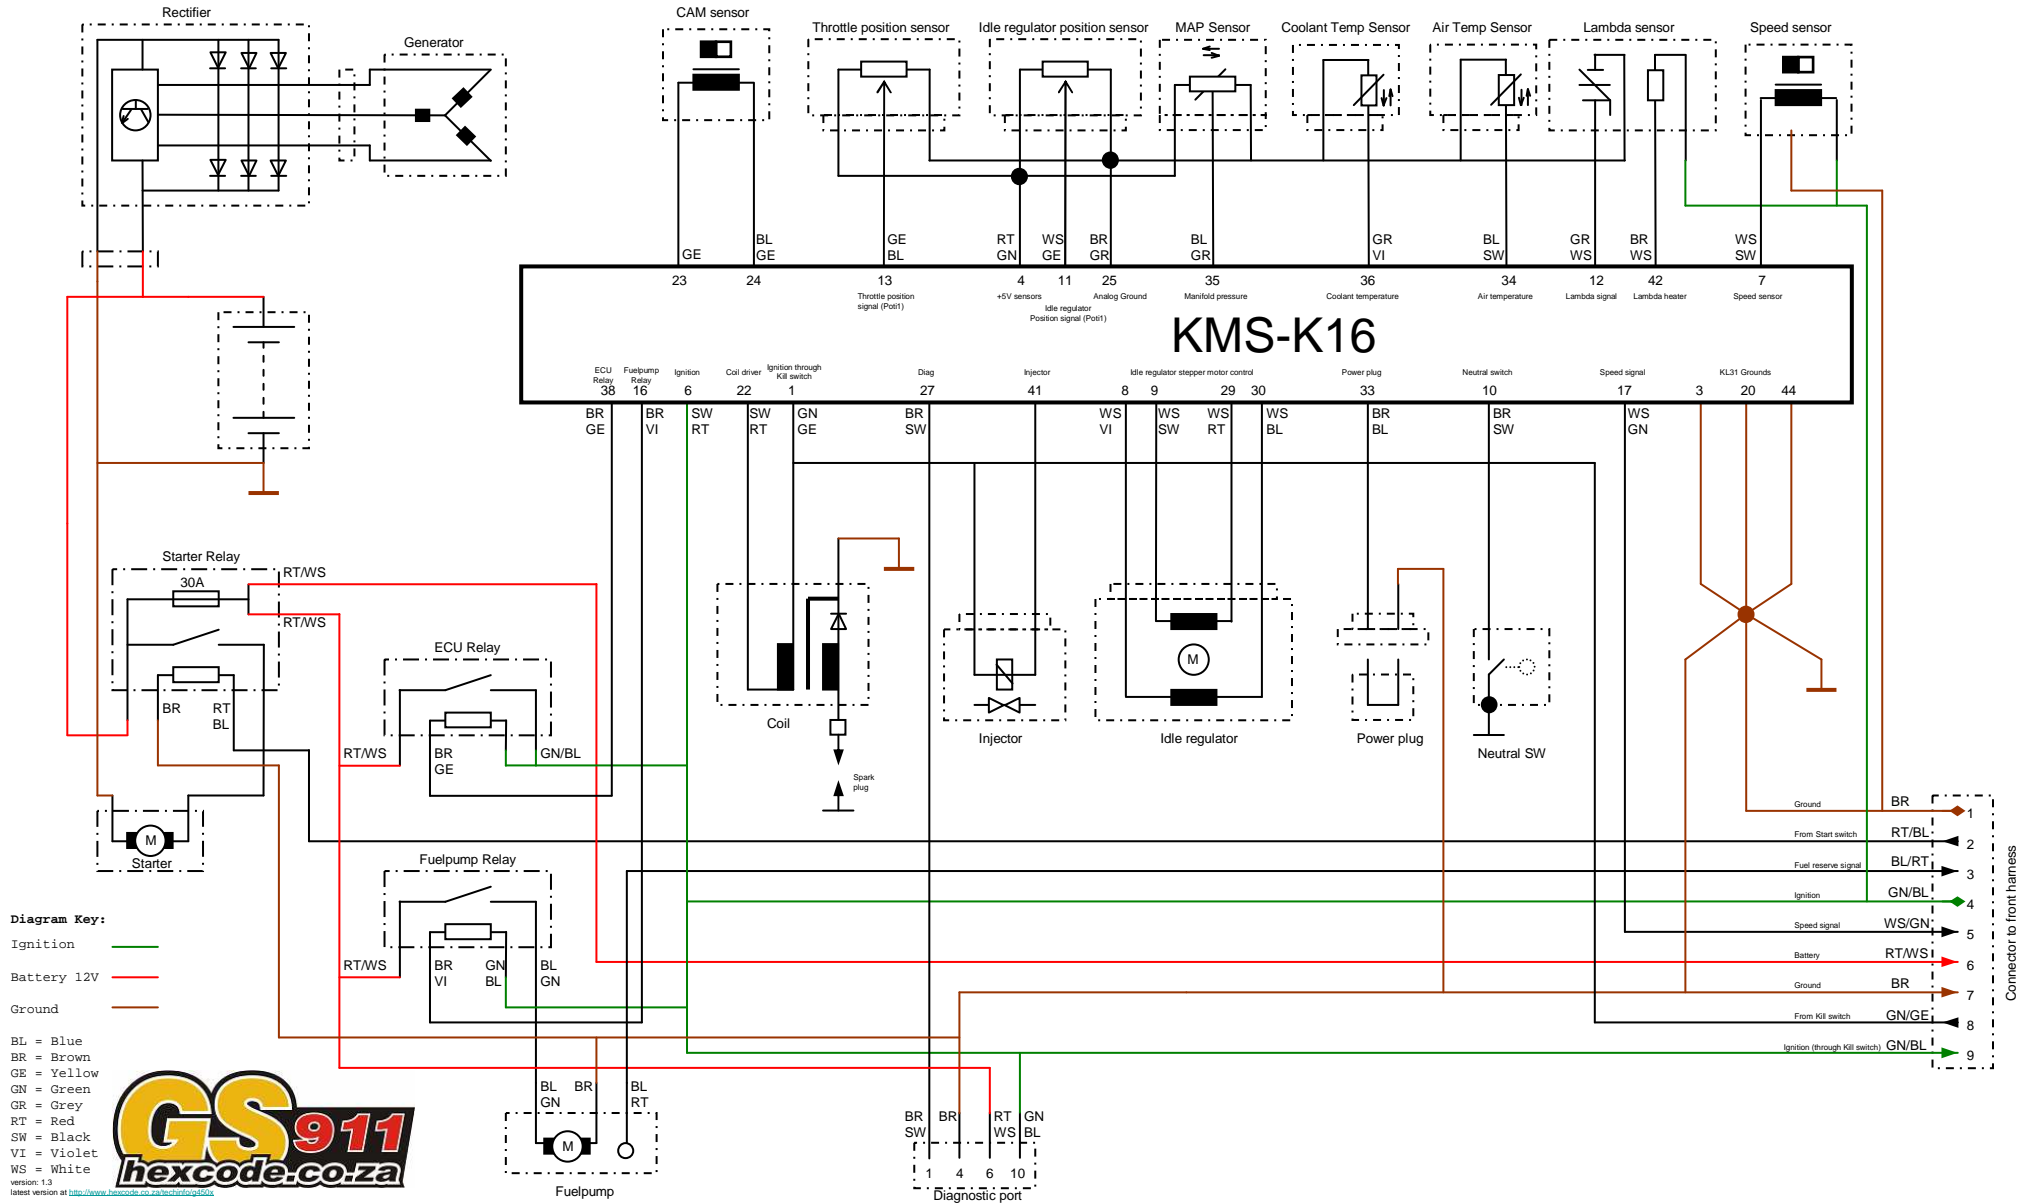 Rectifier
Generator
CAM sensor
Throttle position sensor
Idle regulator position sensor
MAP Sensor
Coolant Temp Sensor
Air Temp Sensor
Lambda sensor
Speed sensor
GE
BL
GE
GE
BL
RT
GN
WS
GE
BR
GR
BL
GR
GR
VI
BL
SW
GR
WS
BR
WS
WS
SW
23
24
13
4
11
25
35
36
34
12
42
7
Throttle position
signal (Poti1)
+5V sensors
Idle regulator
Position signal (Poti1)
Analog Ground
Manifold pressure
Coolant temperature
Air temperature
Lambda signal
Lambda heater
Speed sensor
KMS-K16
ECU
Relay
Fuelpump
Relay
Ignition
Coil driver
Ignition through
Kill switch
Diag
Injector
Idle regulator stepper motor control
Power plug
Neutral switch
Speed signal
KL31 Grounds
38
16
6
22
1
27
41
8
9
29
30
33
10
17
3
20
44
BR
GE
BR
VI
SW
RT
SW
RT
GN
GE
BR
SW
WS
VI
WS
SW
WS
RT
WS
BL
BR
BL
BR
SW
WS
GN
Starter Relay
30A
RT/WS
RT/WS
BR
RT
BL
M
Starter
ECU Relay
RT/WS
BR
GE
GN/BL
Coil
Spark
plug
Injector
M
Idle regulator
Power plug
Neutral SW
Fuelpump Relay
RT/WS
BR
VI
GN
BL
BL
GN
BL
GN
BR
BL
RT
M
Fuelpump
BR
SW
BR
RT
WS
GN
BL
1
4
6
10
Diagnostic port
Ground BR 1
From Start switch RT/BL 2
Fuel reserve signal BL/RT 3
Ignition GN/BL 4
Speed signal WS/GN 5
Battery RT/WS 6
Ground BR 7
From Kill switch GN/GE 8
Ignition (through Kill switch) GN/BL 9
Connector to front harness
Diagram Key:
Ignition
Battery 12V
Ground
BL = Blue
BR = Brown
GE = Yellow
GN = Green
GR = Grey
RT = Red
SW = Black
VI = Violet
WS = White
version: 1.3
latest version at http://www.hexcode.co.za/techinfo/g450x
GS 911
hexcode.co.za